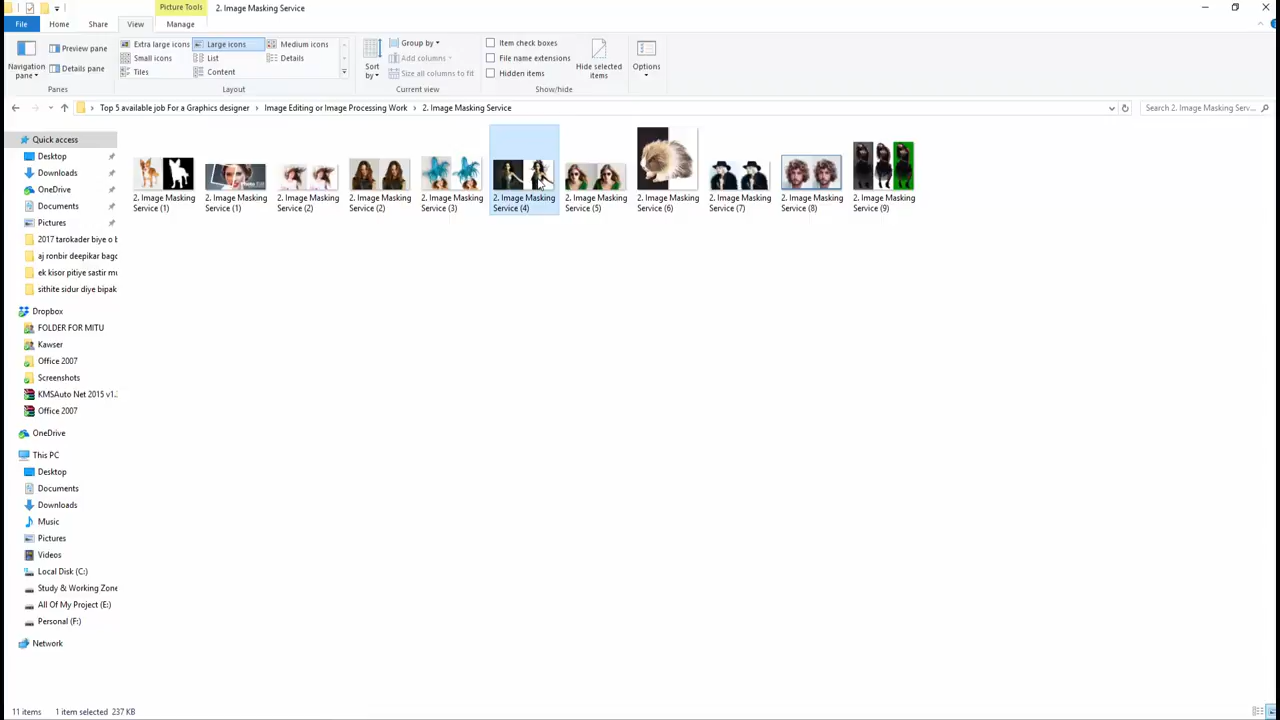 Picture Tools
2. Image Masking Service
File
Home
Share
View
Manage
Navigation pane
Preview pane
Details pane
Panes
Extra large icons
Large icons
Medium icons
Small icons
List
Details
Tiles
Content
Layout
Sort by
Group by
Add columns
Size all columns to fit
Current view
Item check boxes
File name extensions
Hidden items
Hide selected items
Show/hide
Options
Top 5 available job For a Graphics designer
Image Editing or Image Processing Work
2. Image Masking Service
Search 2. Image Masking Serv...
Quick access
Desktop
Downloads
OneDrive
Documents
Pictures
2017 tarokader biye o b
aj ronbir deepikar bago
ek kisor pitiye sastir mu
sithite sidur diye bipak
Dropbox
FOLDER FOR MITU
Kawser
Office 2007
Screenshots
KMSAuto Net 2015 v1.
Office 2007
OneDrive
This PC
Desktop
Documents
Downloads
Music
Pictures
Videos
Local Disk (C:)
Study & Working Zone
All Of My Project (E:)
Personal (F:)
Network
2. Image Masking Service (1)
2. Image Masking Service (1)
2. Image Masking Service (2)
2. Image Masking Service (2)
2. Image Masking Service (3)
2. Image Masking Service (4)
2. Image Masking Service (5)
2. Image Masking Service (6)
2. Image Masking Service (7)
2. Image Masking Service (8)
2. Image Masking Service (9)
11 items
1 item selected 237 KB